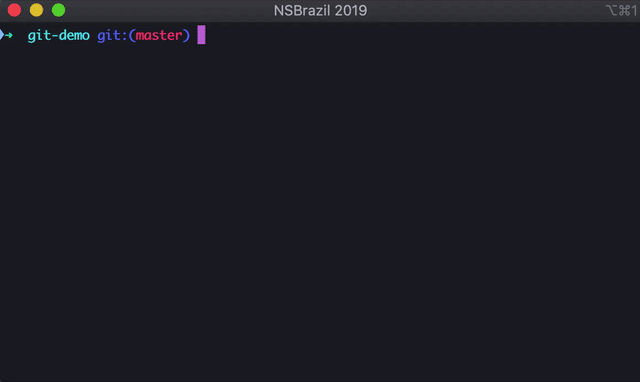 NSBrazil 2019 ⌥⌘1
➜ git-demo git:(master)